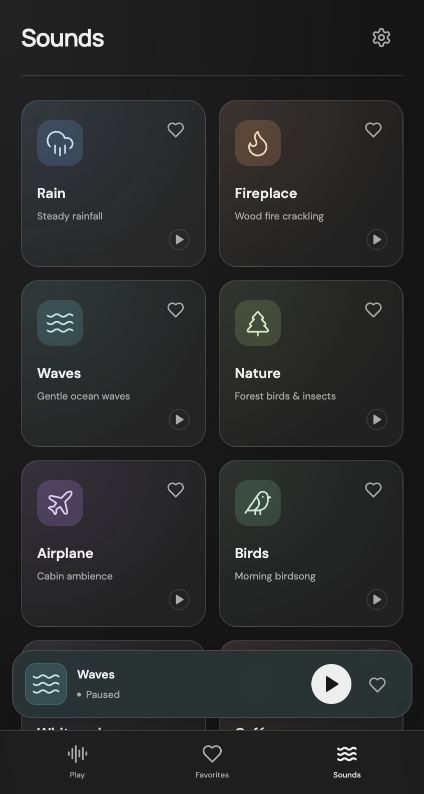 Sounds
Rain
Steady rainfall
Fireplace
Wood fire crackling
Waves
Gentle ocean waves
Nature
Forest birds & insects
Airplane
Cabin ambience
Birds
Morning birdsong
Waves
Paused
Play
Favorites
Sounds